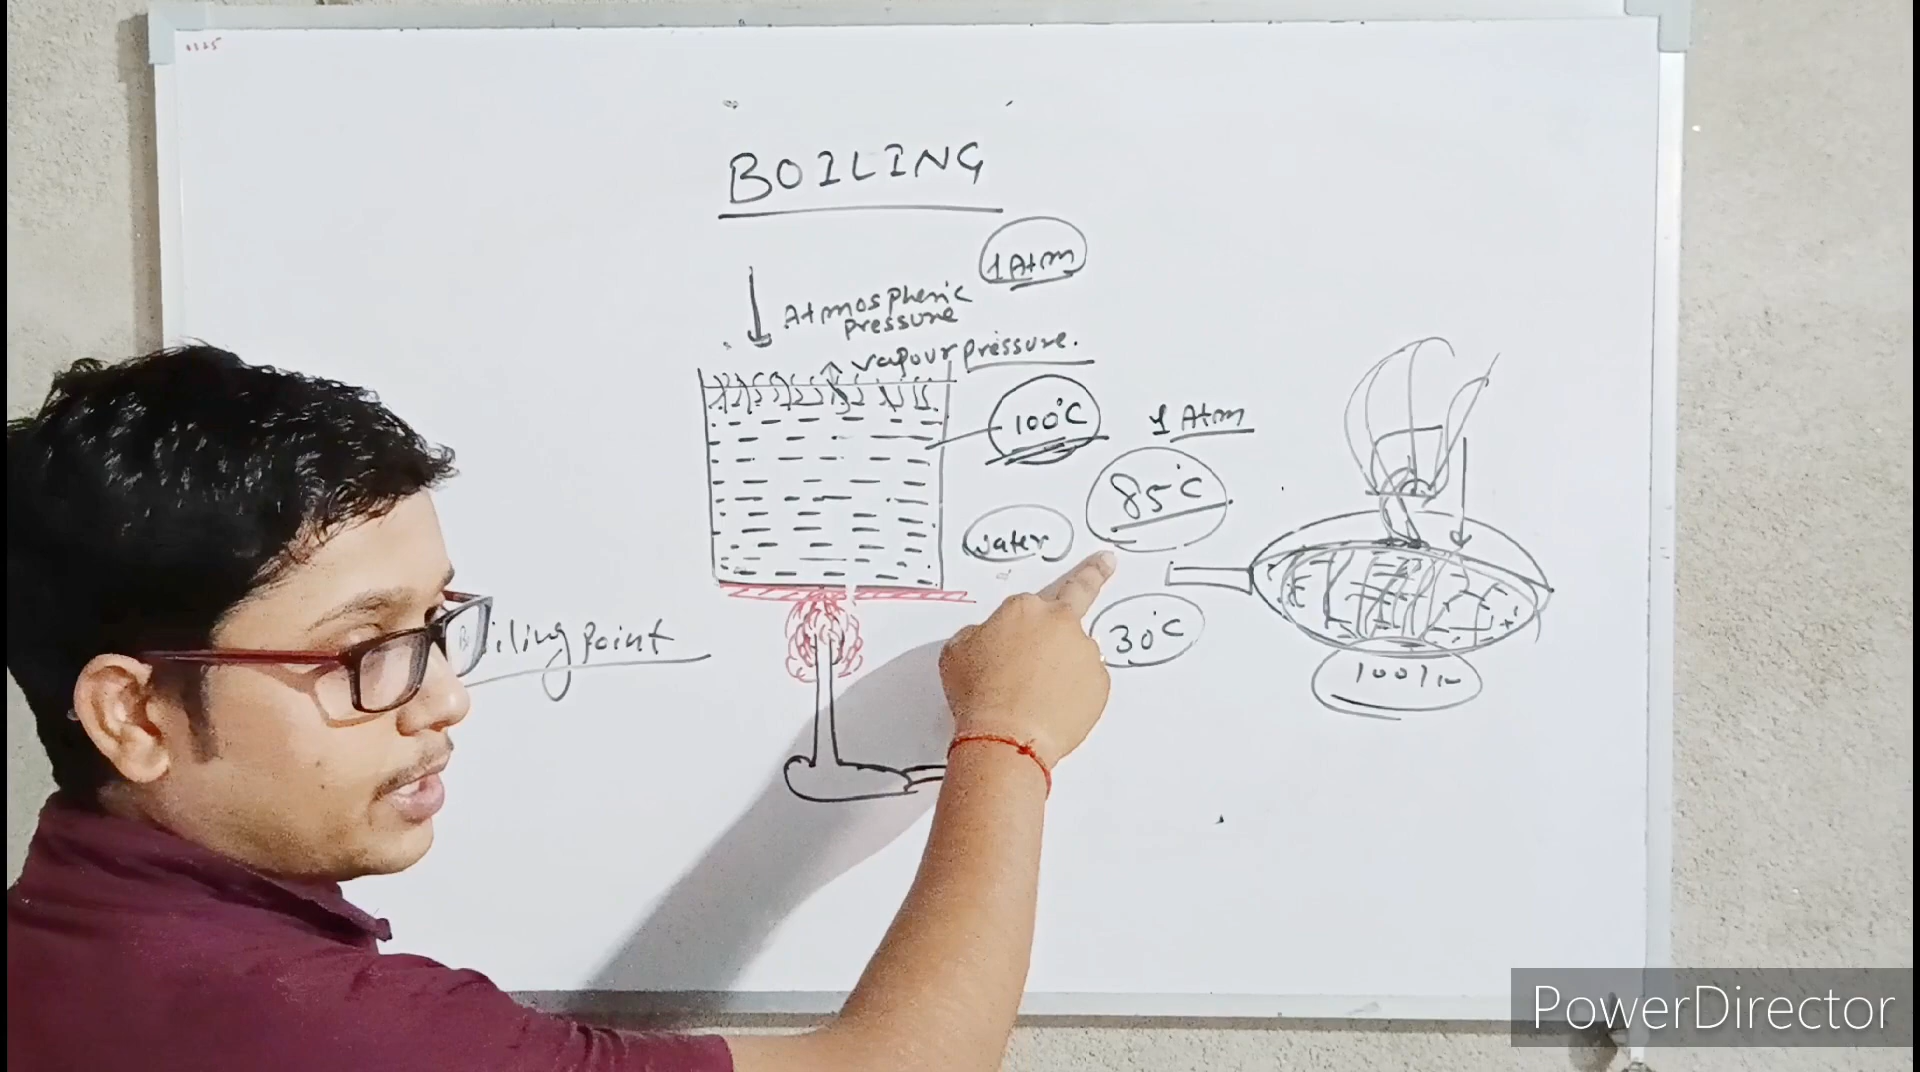 BOILING
1 Atm
Atmospheric
pressure
vapour pressure.
100°C
1 Atm
85°C
water
30°C
Boiling point
PowerDirector